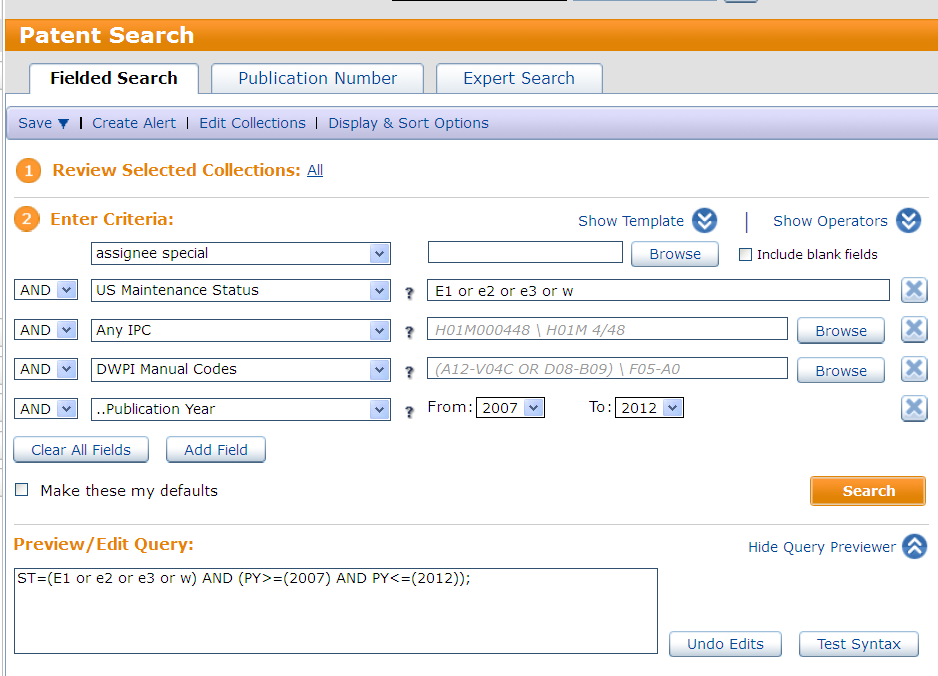 Patent Search
Fielded Search Publication Number Expert Search
Save ▼ | Create Alert | Edit Collections | Display & Sort Options
1 Review Selected Collections: All
2 Enter Criteria: Show Template | Show Operators
assignee special Browse Include blank fields
AND US Maintenance Status ? E1 or e2 or e3 or w
AND Any IPC ? H01M000448 \ H01M 4/48 Browse
AND DWPI Manual Codes ? (A12-V04C OR D08-B09) \ F05-A0 Browse
AND ..Publication Year ? From: 2007 To: 2012
Clear All Fields Add Field
Make these my defaults Search
Preview/Edit Query: Hide Query Previewer
ST=(E1 or e2 or e3 or w) AND (PY>=(2007) AND PY<=(2012));
Undo Edits Test Syntax